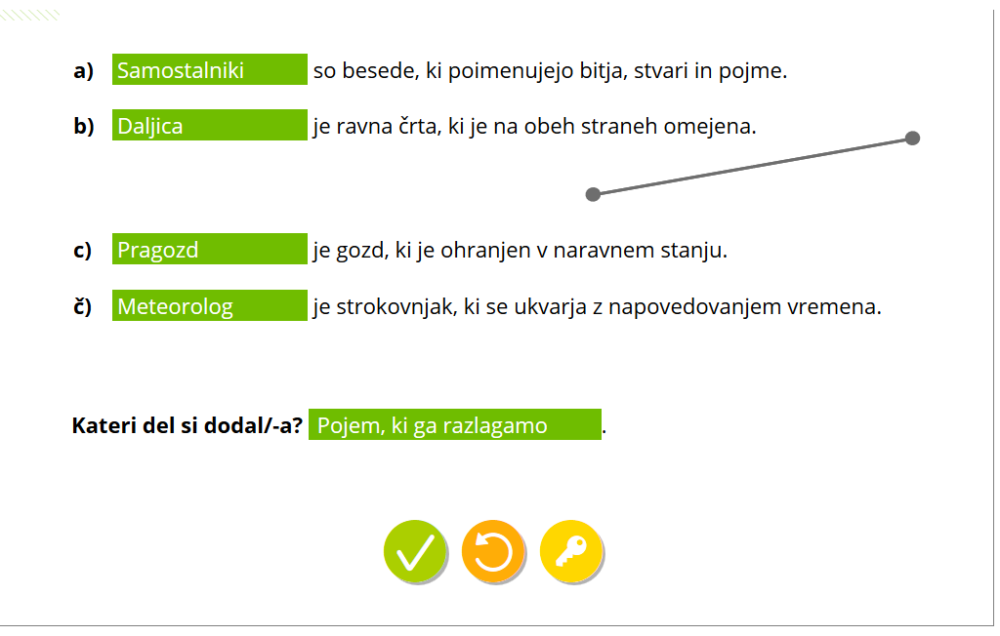 a) Samostalniki so besede, ki poimenujejo bitja, stvari in pojme.
b) Daljica je ravna črta, ki je na obeh straneh omejena.
c) Pragozd je gozd, ki je ohranjen v naravnem stanju.
č) Meteorolog je strokovnjak, ki se ukvarja z napovedovanjem vremena.
Kateri del si dodal/-a? Pojem, ki ga razlagamo.